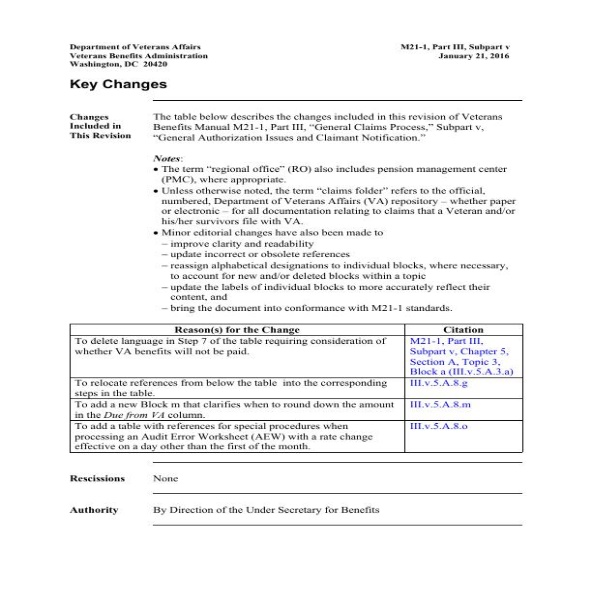 Department of Veterans Affairs M21-1, Part III, Subpart v
Veterans Benefits Administration January 21, 2016
Washington, DC 20420
Key Changes
Changes Included in This Revision
The table below describes the changes included in this revision of Veterans
Benefits Manual M21-1, Part III, “General Claims Process,” Subpart v,
“General Authorization Issues and Claimant Notification.”
Notes:
• The term “regional office” (RO) also includes pension management center
(PMC), where appropriate.
• Unless otherwise noted, the term “claims folder” refers to the official,
numbered, Department of Veterans Affairs (VA) repository – whether paper
or electronic – for all documentation relating to claims that a Veteran and/or
his/her survivors file with VA.
• Minor editorial changes have also been made to
– improve clarity and readability
– update incorrect or obsolete references
– reassign alphabetical designations to individual blocks, where necessary,
to account for new and/or deleted blocks within a topic
– update the labels of individual blocks to more accurately reflect their
content, and
– bring the document into conformance with M21-1 standards.
Reason(s) for the Change Citation
To delete language in Step 7 of the table requiring consideration of M21-1, Part III,
whether VA benefits will not be paid. Subpart v, Chapter 5,
Section A, Topic 3,
Block a (III.v.5.A.3.a)
To relocate references from below the table into the corresponding III.v.5.A.8.g
steps in the table.
To add a new Block m that clarifies when to round down the amount III.v.5.A.8.m
in the Due from VA column.
To add a table with references for special procedures when III.v.5.A.8.o
processing an Audit Error Worksheet (AEW) with a rate change
effective on a day other than the first of the month.
Rescissions None
Authority By Direction of the Under Secretary for Benefits